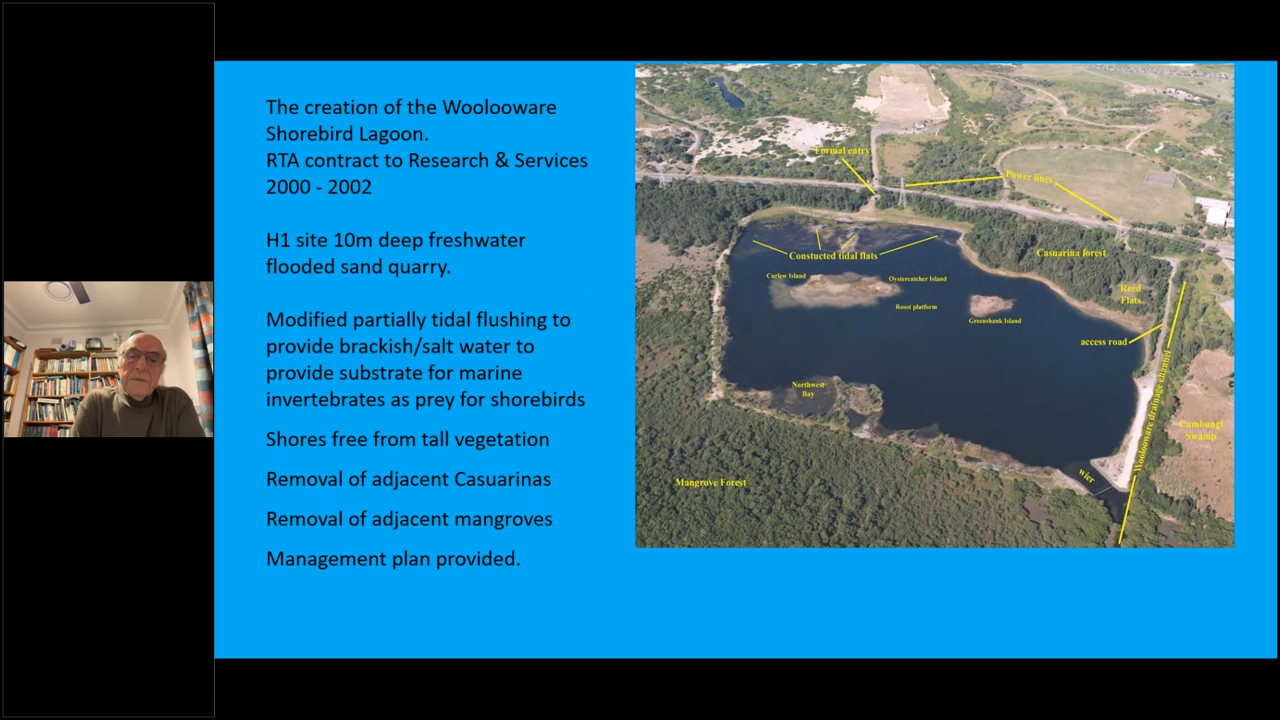 The creation of the Woolooware
Shorebird Lagoon.
RTA contract to Research & Services
2000 - 2002
H1 site 10m deep freshwater
flooded sand quarry.
Modified partially tidal flushing to
provide brackish/salt water to
provide substrate for marine
invertebrates as prey for shorebirds
Shores free from tall vegetation
Removal of adjacent Casuarinas
Removal of adjacent mangroves
Management plan provided.
Formal entry
Power lines
Constucted tidal flats
Casuarina forest
Curlew Island
Oystercatcher Island
Reed
Flats
Roost platform
Greenshank Island
access road
Northwest
Bay
Woolooware drainage channel
Cumbungi
Swamp
wier
Mangrove Forest